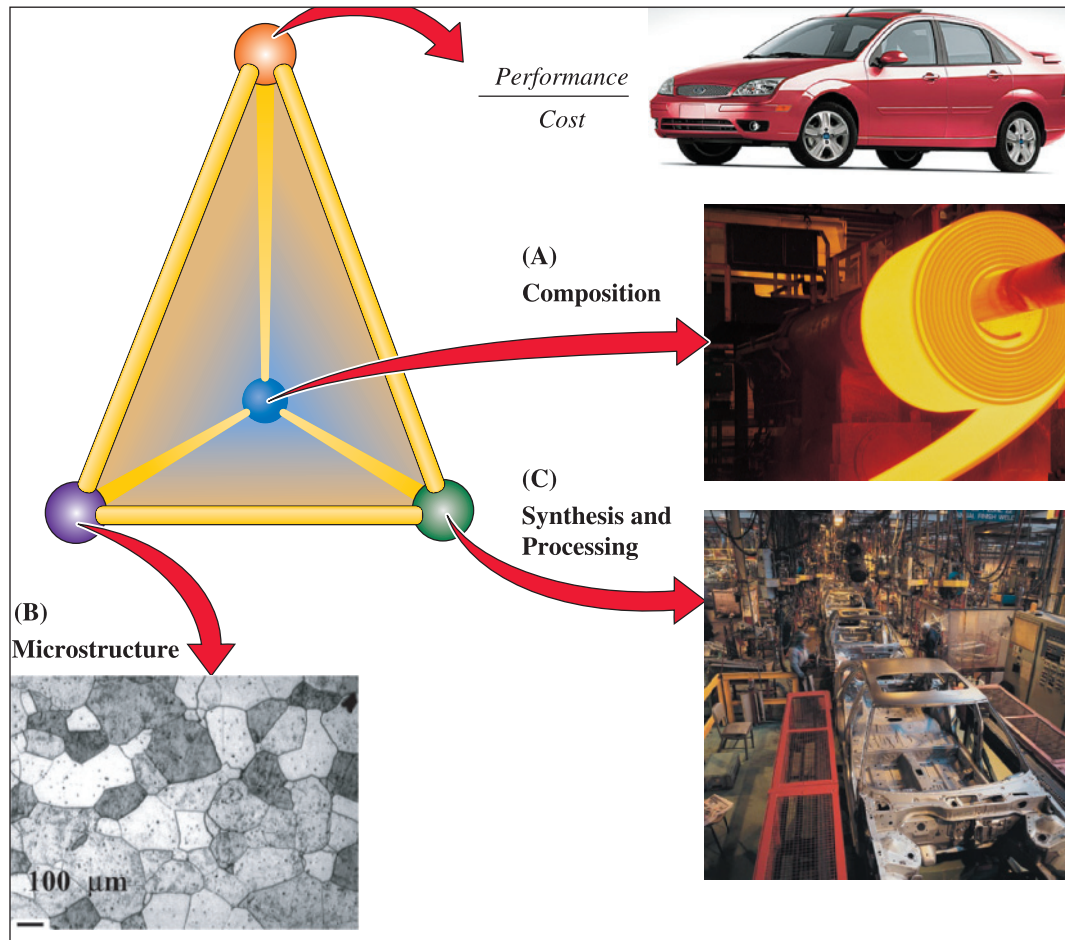 Performance
Cost
(A)
Composition
(C)
Synthesis and
Processing
(B)
Microstructure
100 µm